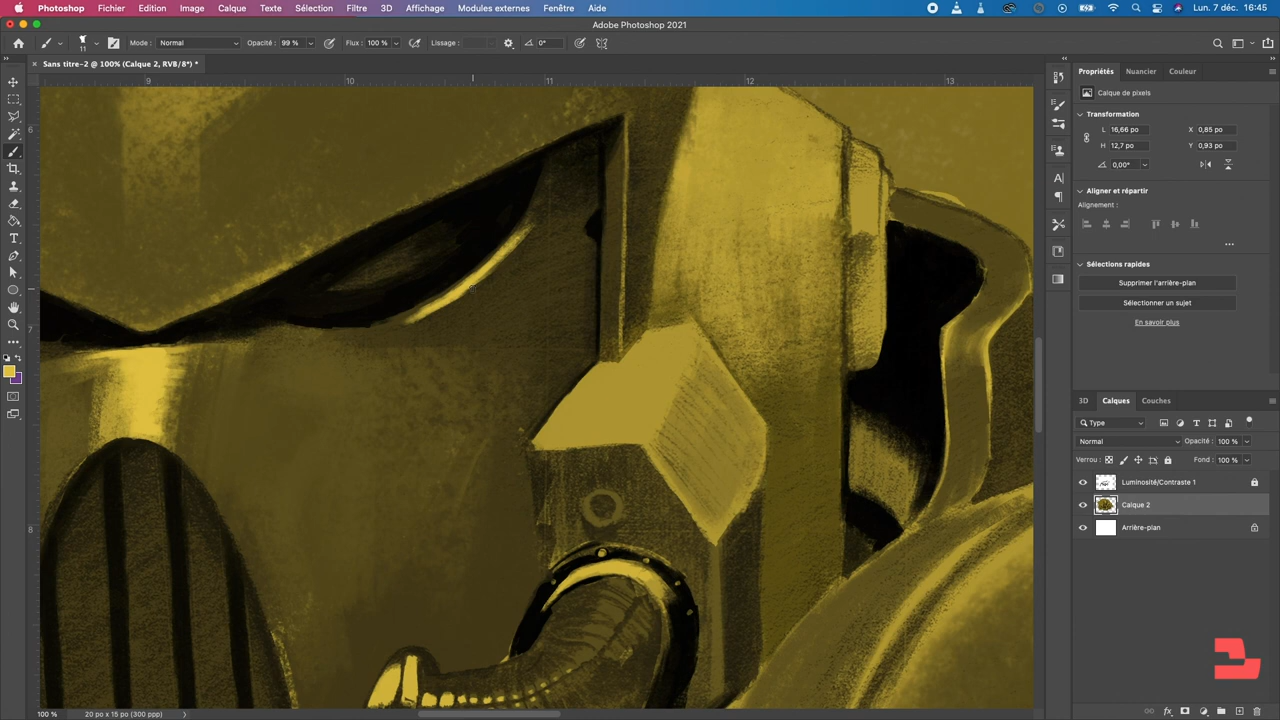 Photoshop Fichier Edition Image Calque Texte Sélection Filtre 3D Affichage Modules externes Fenêtre Aide Lun. 7 déc. 16:45
Adobe Photoshop 2021
11 Mode : Normal Opacité : 99 % Flux : 100 % Lissage : 0°
× Sans titre-2 @ 100% (Calque 2, RVB/8*) *
9 10 11 12 13
6
7
8
Propriétés Nuancier Couleur
Calque de pixels
Transformation
L 16,66 po X 0,85 po
H 12,7 po Y 0,93 po
0,00°
Aligner et répartir
Alignement :
Sélections rapides
Supprimer l'arrière-plan
Sélectionner un sujet
En savoir plus
3D Calques Couches
Type
Normal Opacité : 100 %
Verrou : Fond : 100 %
Luminosité/Contraste 1
Calque 2
Arrière-plan
100 % 20 po x 15 po (300 ppp)